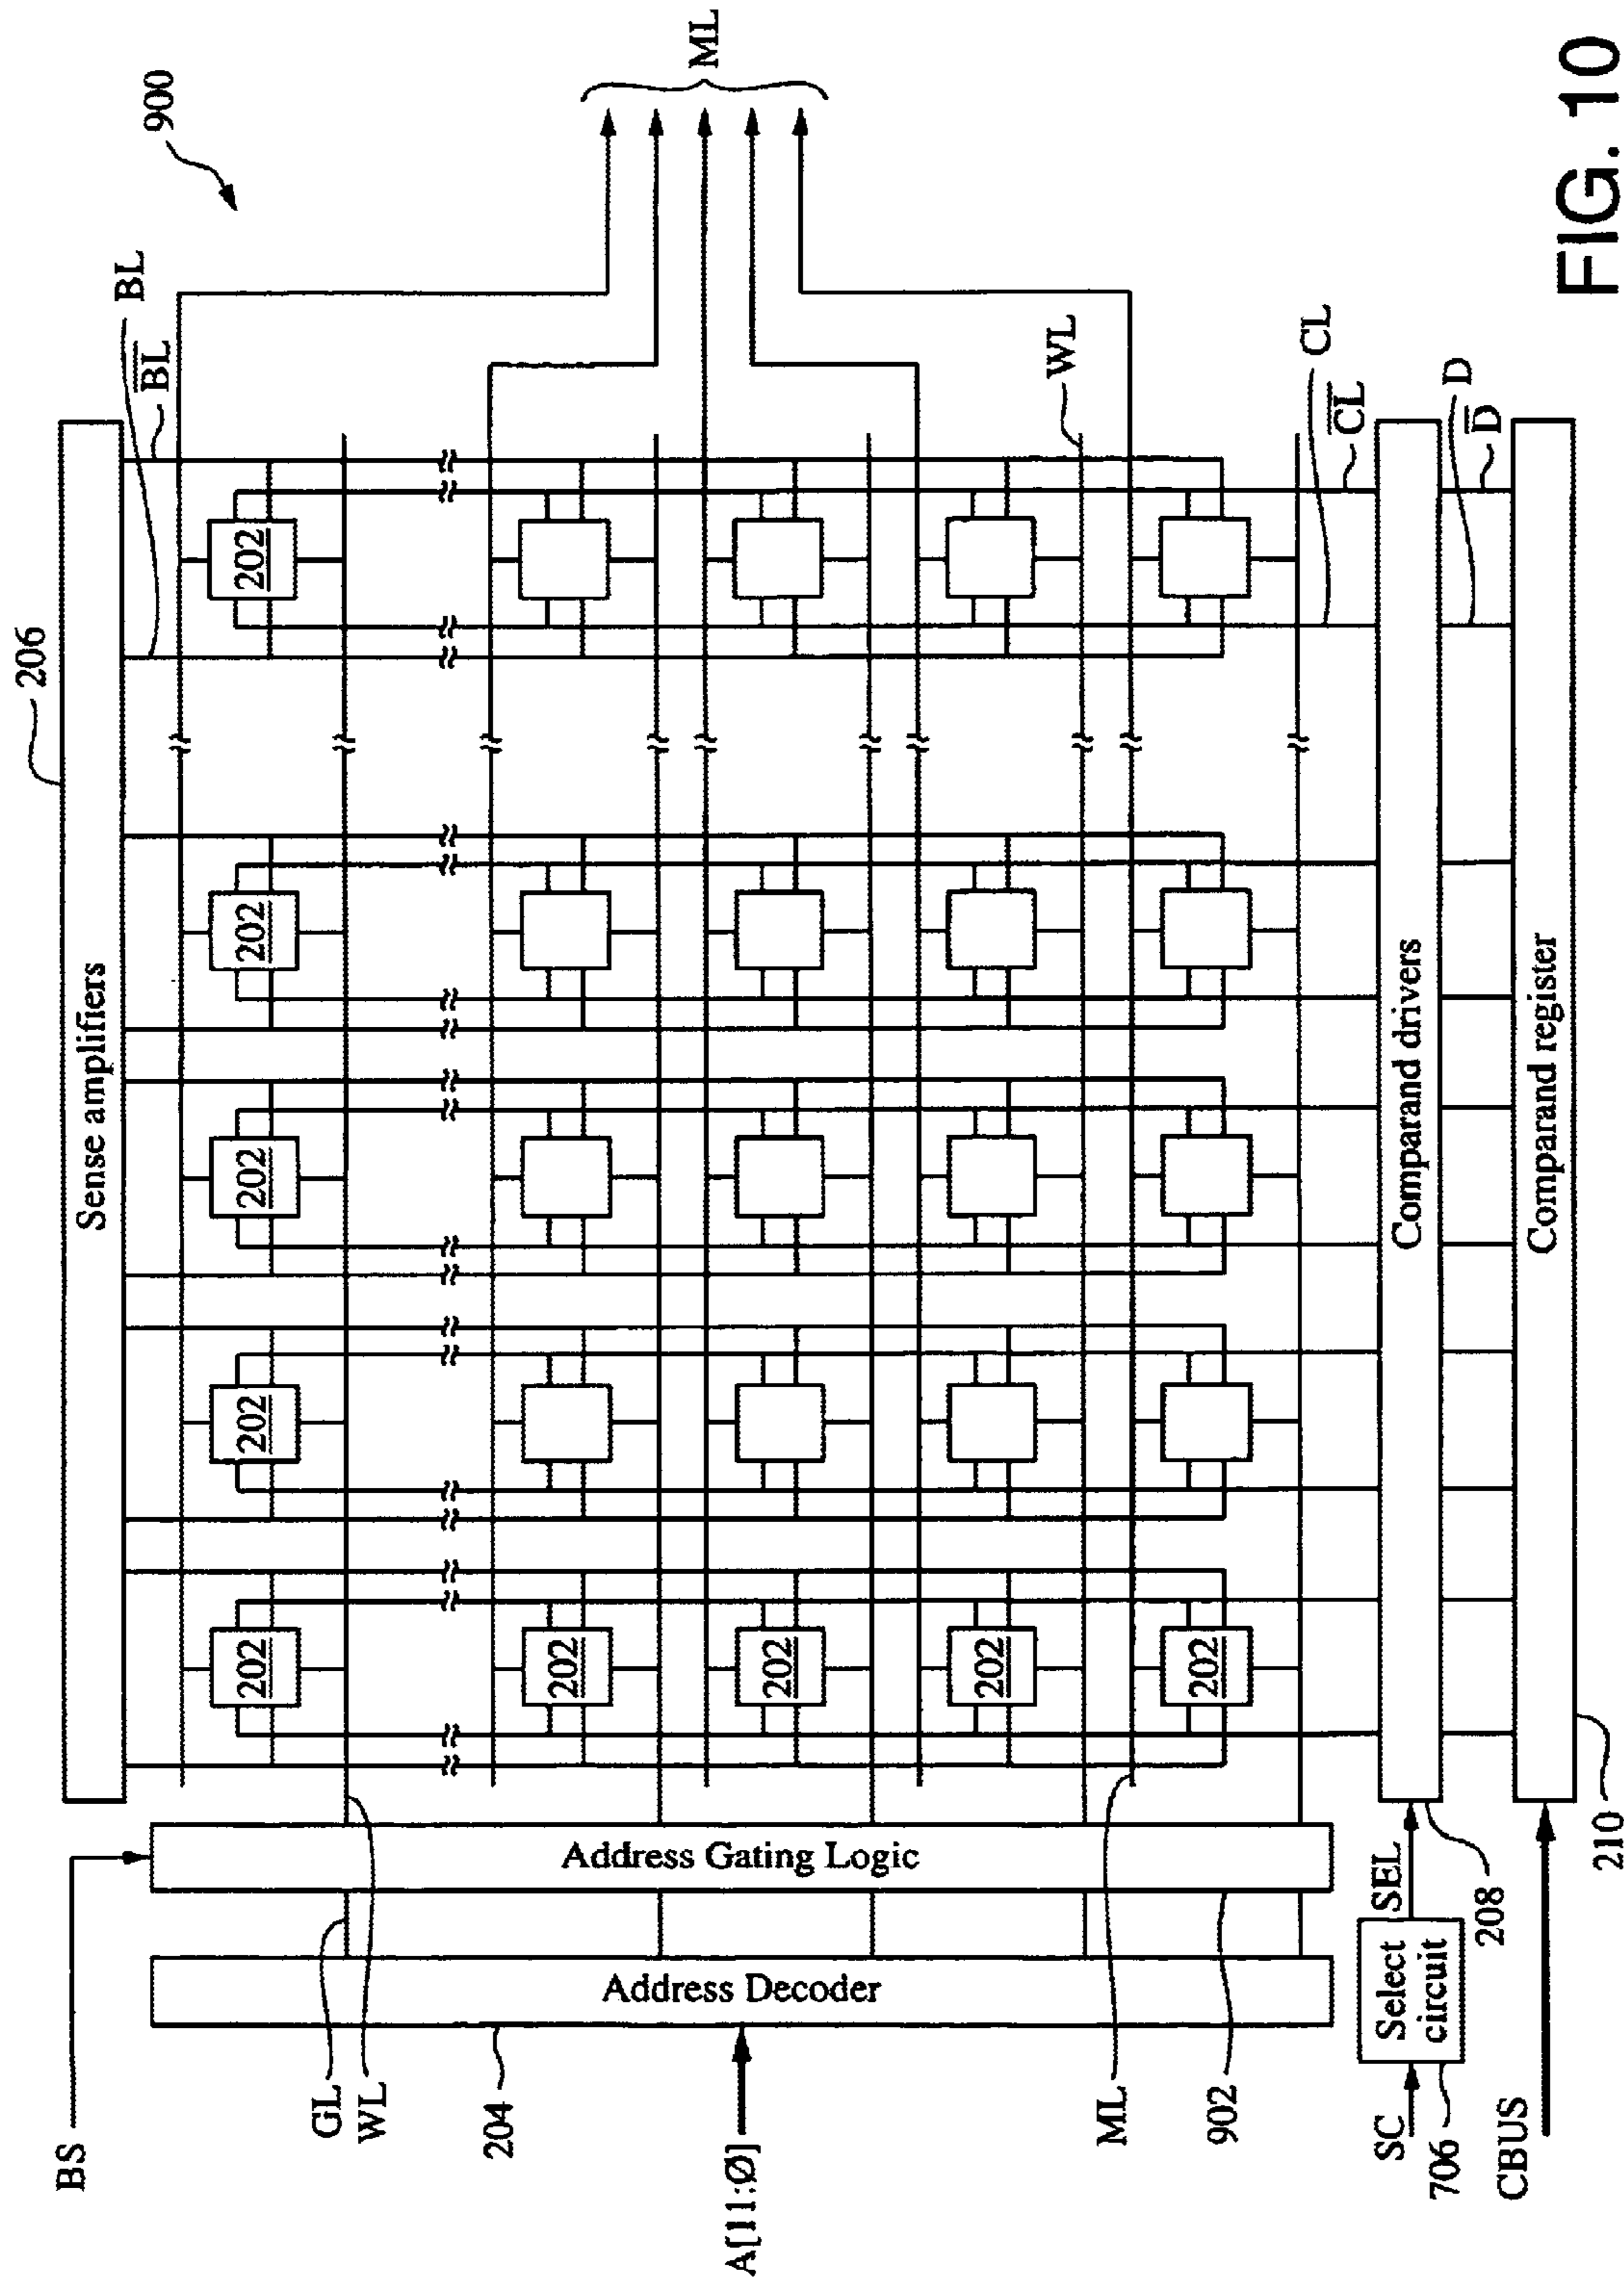 900
206
BL
B̅L̅
Sense amplifiers
ML
202
202
202
202
202
202
202
202
202
WL
BS
GL
WL
Address Gating Logic
Address Decoder
204
A[11:Ø]
ML
902
CL
C̅L̅
Comparand drivers
D
D̅
Comparand register
SC
Select
circuit
SEL
706
208
CBUS
210
FIG. 10